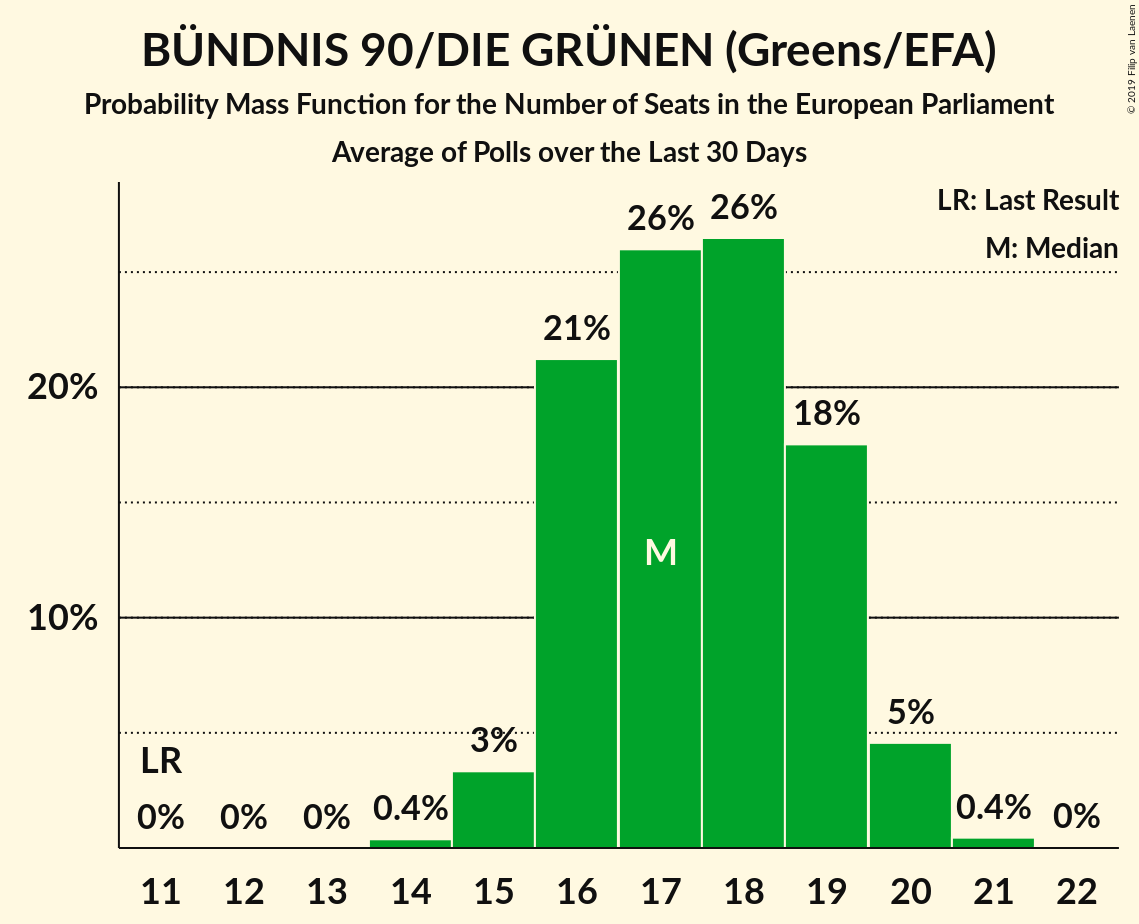 BÜNDNIS 90/DIE GRÜNEN (Greens/EFA)
Probability Mass Function for the Number of Seats in the European Parliament
Average of Polls over the Last 30 Days
© 2019 Filip van Laenen
LR: Last Result
M: Median
20%
10%
LR
0%
0%
0%
0.4%
3%
21%
26%
26%
18%
5%
0.4%
0%
M
11 12 13 14 15 16 17 18 19 20 21 22